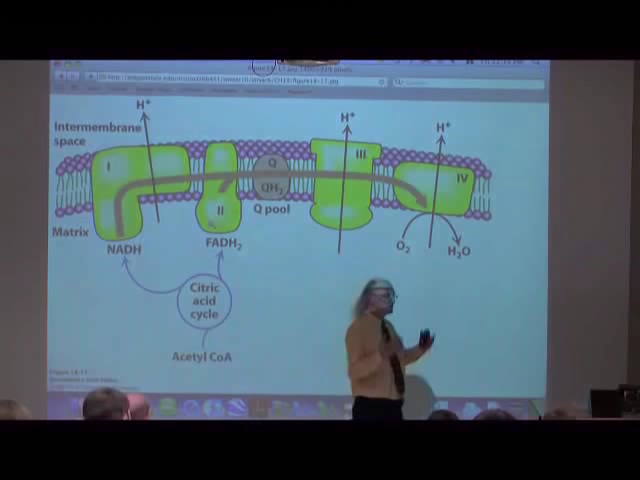 H⁺
H⁺
H⁺
Intermembrane
space
I
II
Q
QH₂
Q pool
III
IV
Matrix
NADH
FADH₂
O₂
H₂O
Citric
acid
cycle
Acetyl CoA